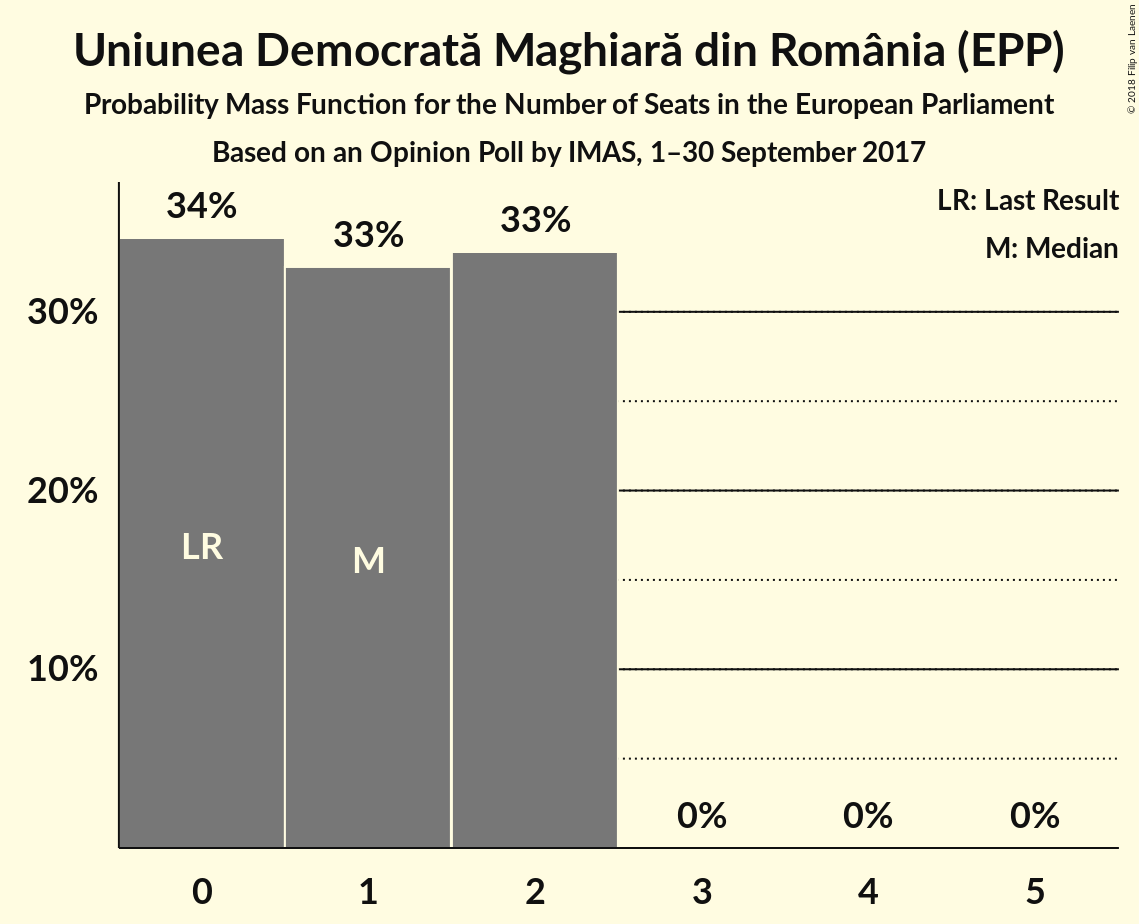 Uniunea Democrată Maghiară din România (EPP)
Probability Mass Function for the Number of Seats in the European Parliament
Based on an Opinion Poll by IMAS, 1–30 September 2017
© 2018 Filip van Laenen
LR: Last Result
M: Median
34%
33%
33%
0%
0%
0%
30%
20%
10%
LR
M
0
1
2
3
4
5